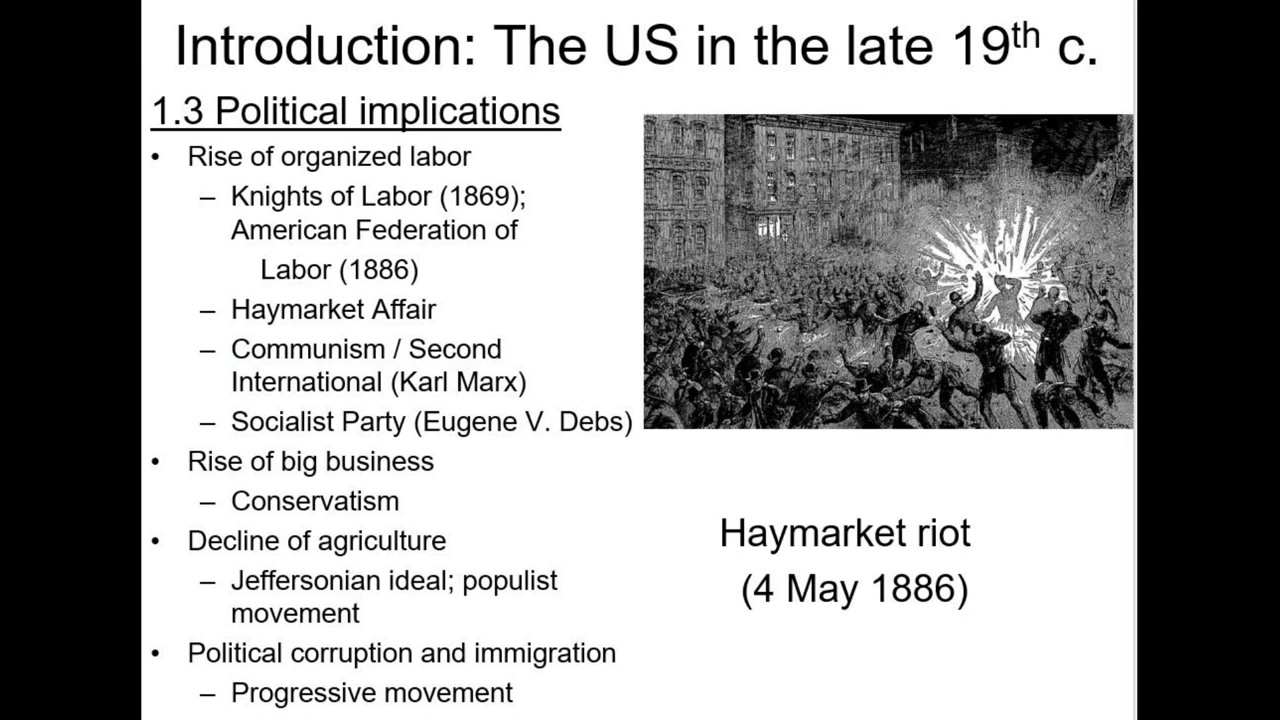 Introduction: The US in the late 19th c.
1.3 Political implications
• Rise of organized labor
– Knights of Labor (1869);
American Federation of
Labor (1886)
– Haymarket Affair
– Communism / Second
International (Karl Marx)
– Socialist Party (Eugene V. Debs)
• Rise of big business
– Conservatism
• Decline of agriculture
– Jeffersonian ideal; populist
movement
• Political corruption and immigration
– Progressive movement
Haymarket riot
(4 May 1886)